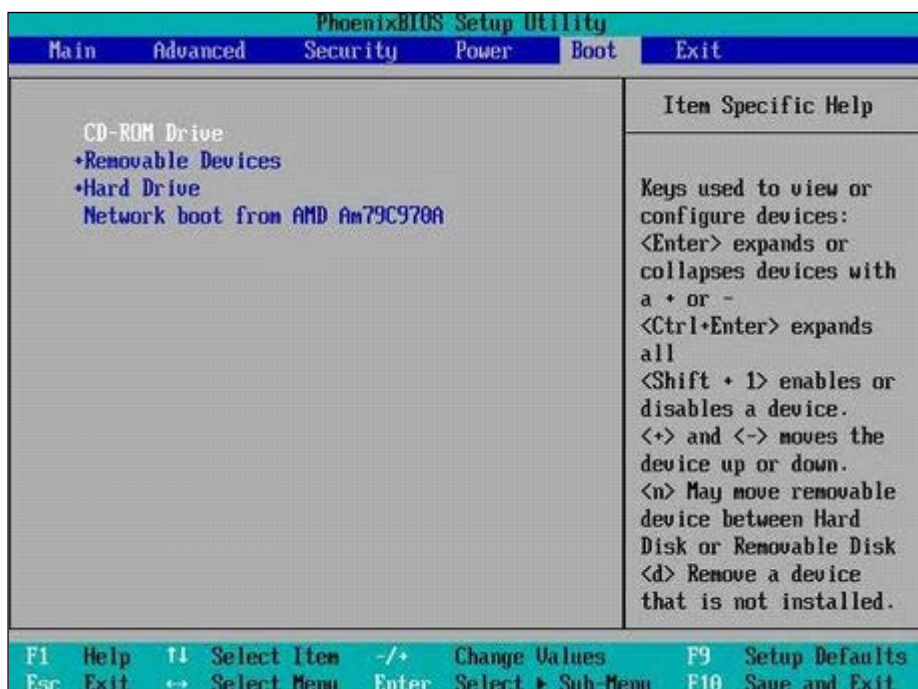 PhoenixBIOS Setup Utility
Main Advanced Security Power Boot Exit
CD-ROM Drive
+Removable Devices
+Hard Drive
Network boot from AMD Am79C970A
Item Specific Help
Keys used to view or
configure devices:
<Enter> expands or
collapses devices with
a + or -
<Ctrl+Enter> expands
all
<Shift + 1> enables or
disables a device.
<+> and <-> moves the
device up or down.
<n> May move removable
device between Hard
Disk or Removable Disk
<d> Remove a device
that is not installed.
F1 Help ↑↓ Select Item -/+ Change Values F9 Setup Defaults
Esc Exit ↔ Select Menu Enter Select ▶ Sub-Menu F10 Save and Exit